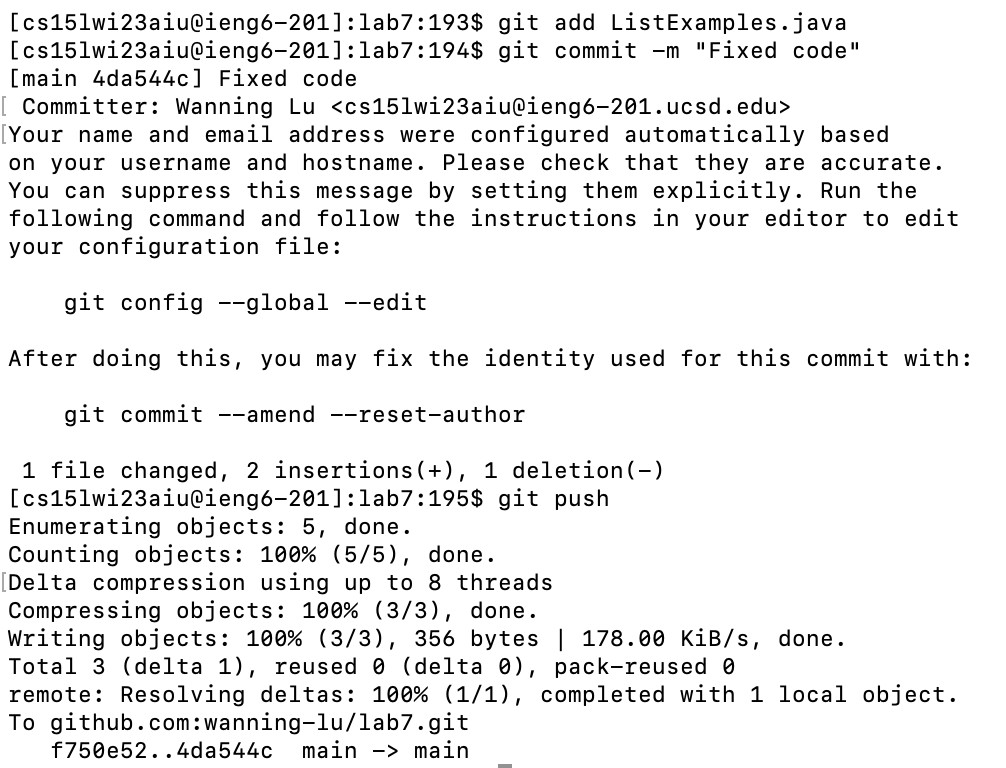 [cs15lwi23aiu@ieng6-201]:lab7:193$ git add ListExamples.java
[cs15lwi23aiu@ieng6-201]:lab7:194$ git commit -m "Fixed code"
[main 4da544c] Fixed code
[ Committer: Wanning Lu <cs15lwi23aiu@ieng6-201.ucsd.edu>
[Your name and email address were configured automatically based
on your username and hostname. Please check that they are accurate.
You can suppress this message by setting them explicitly. Run the
following command and follow the instructions in your editor to edit
your configuration file:
git config --global --edit
After doing this, you may fix the identity used for this commit with:
git commit --amend --reset-author
1 file changed, 2 insertions(+), 1 deletion(-)
[cs15lwi23aiu@ieng6-201]:lab7:195$ git push
Enumerating objects: 5, done.
Counting objects: 100% (5/5), done.
[Delta compression using up to 8 threads
Compressing objects: 100% (3/3), done.
Writing objects: 100% (3/3), 356 bytes | 178.00 KiB/s, done.
Total 3 (delta 1), reused 0 (delta 0), pack-reused 0
remote: Resolving deltas: 100% (1/1), completed with 1 local object.
To github.com:wanning-lu/lab7.git
f750e52..4da544c  main -> main